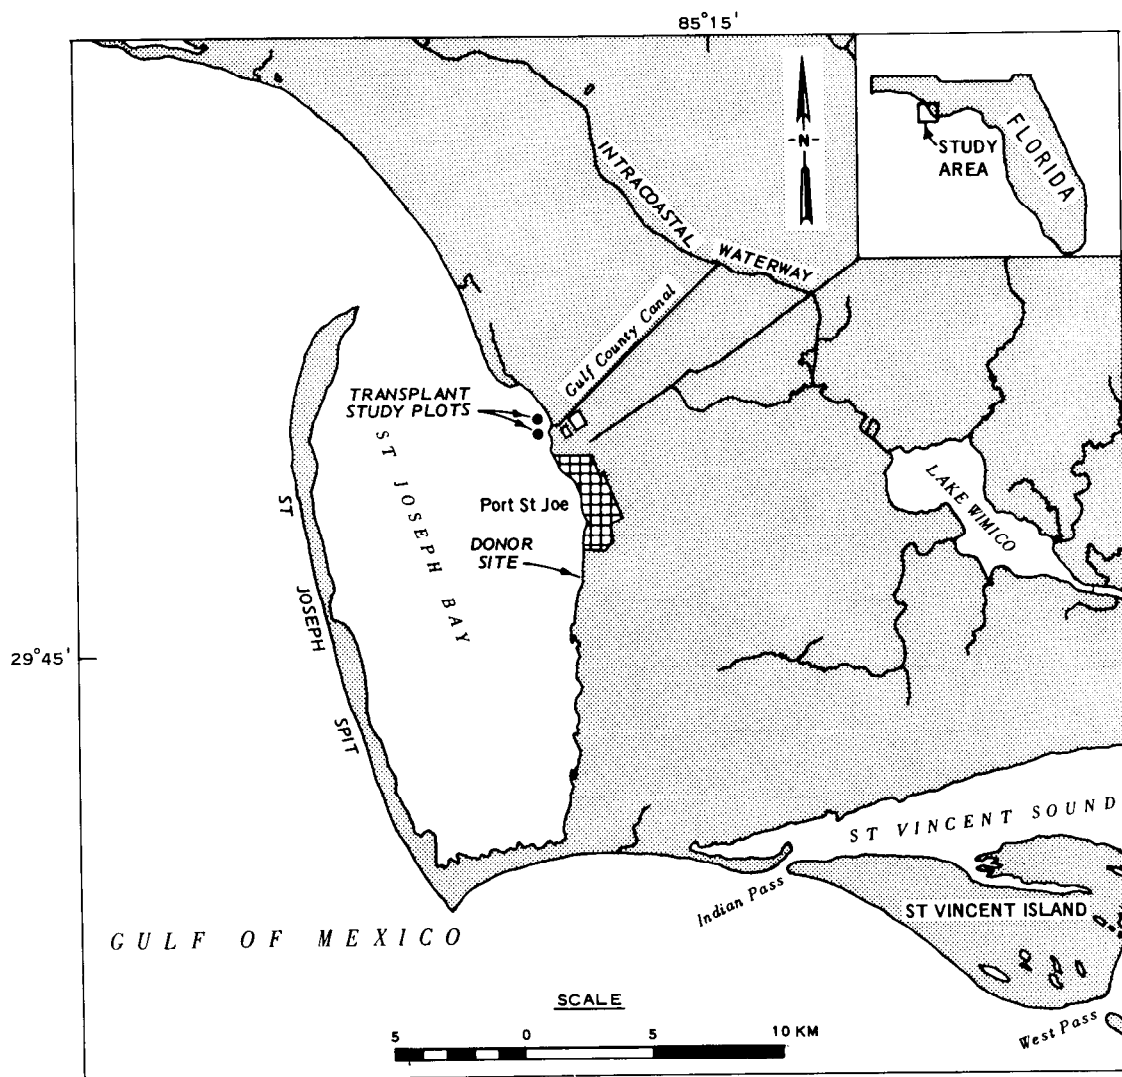 85°15'
-N-
FLORIDA
STUDY
AREA
INTRACOASTAL
WATERWAY
Gulf County Canal
TRANSPLANT
STUDY PLOTS
ST JOSEPH BAY
Port St Joe
DONOR
SITE
LAKE WIMICO
ST JOSEPH SPIT
29°45'
ST VINCENT SOUND
Indian Pass
ST VINCENT ISLAND
GULF OF MEXICO
West Pass
SCALE
5 0 5 10 KM